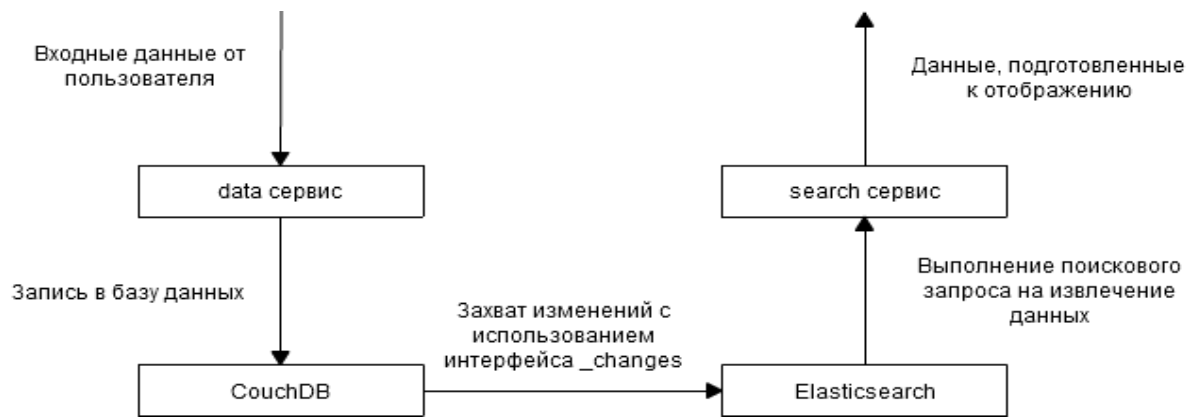 Входные данные от
пользователя
Данные, подготовленные
к отображению
data сервис
search сервис
Запись в базу данных
Захват изменений с
использованием
интерфейса _changes
Выполнение поискового
запроса на извлечение
данных
CouchDB
Elasticsearch